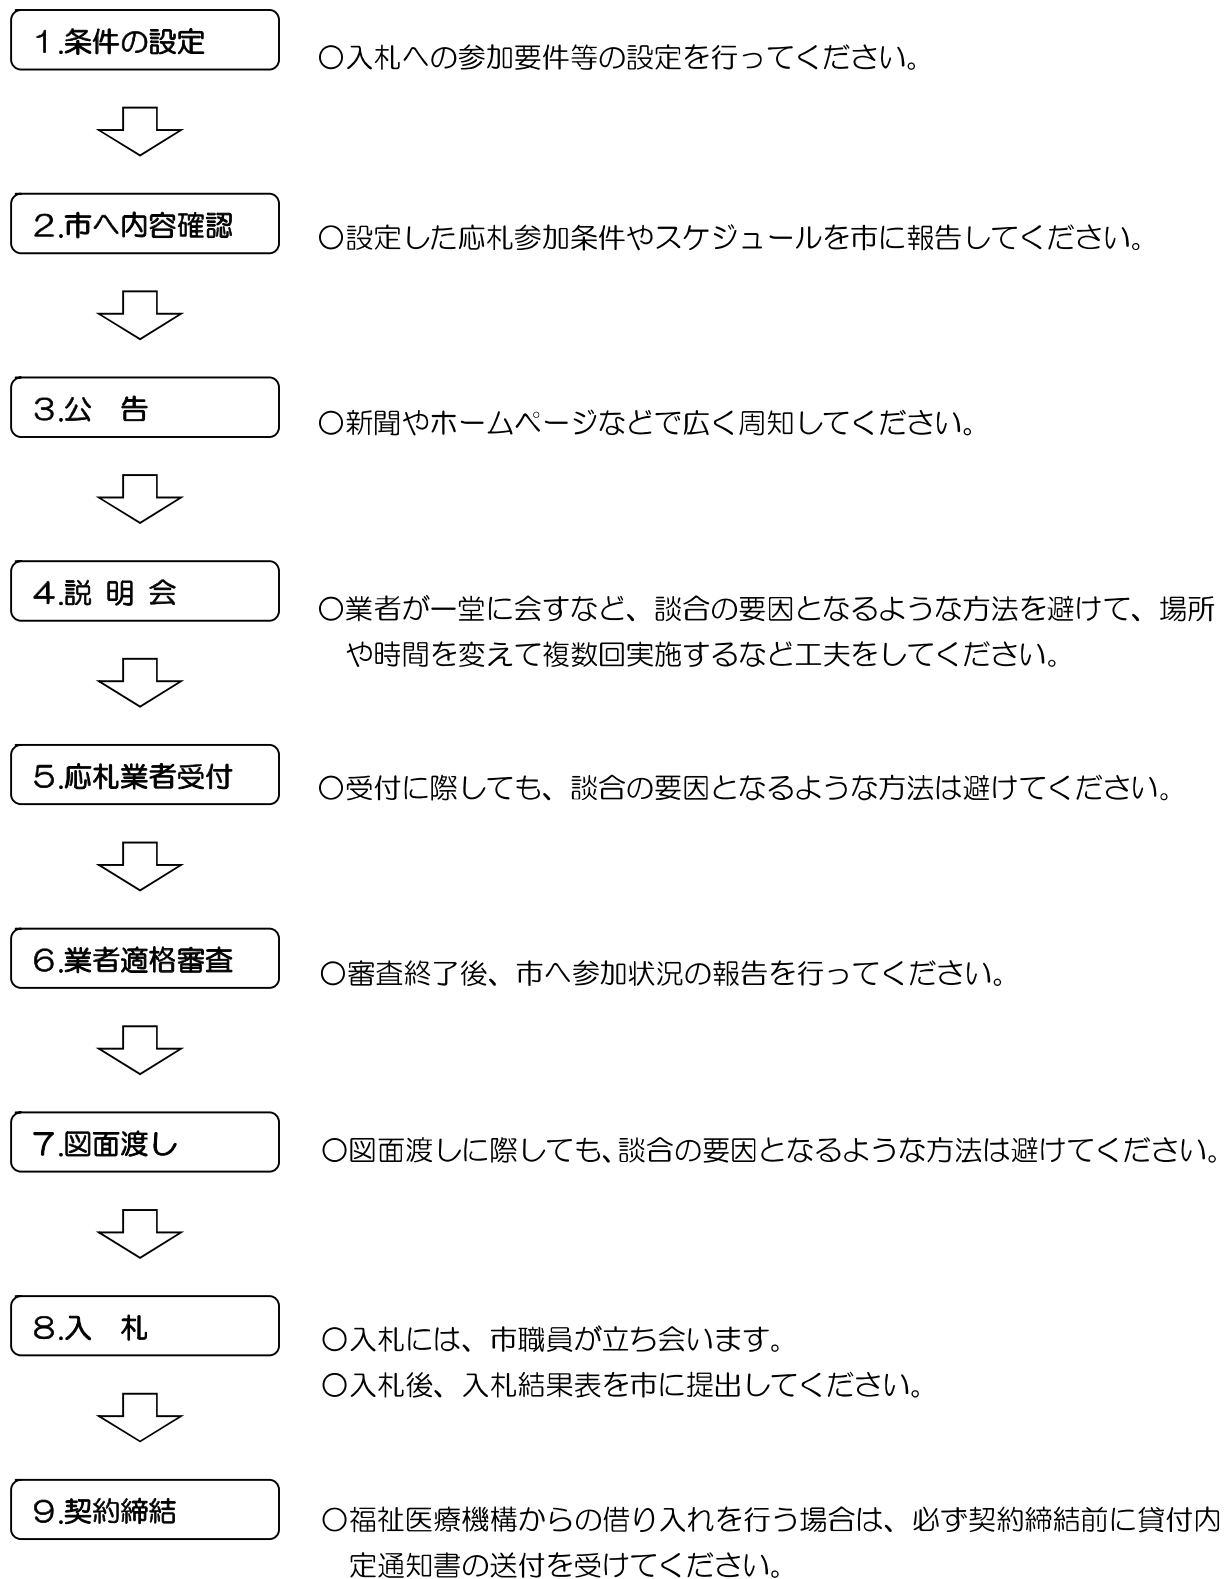 １.条件の設定
〇入札への参加要件等の設定を行ってください。
２.市へ内容確認
〇設定した応札参加条件やスケジュールを市に報告してください。
３.公　告
〇新聞やホームページなどで広く周知してください。
４.説 明 会
〇業者が一堂に会すなど、談合の要因となるような方法を避けて、場所
や時間を変えて複数回実施するなど工夫をしてください。
５.応札業者受付
〇受付に際しても、談合の要因となるような方法は避けてください。
６.業者適格審査
〇審査終了後、市へ参加状況の報告を行ってください。
７.図面渡し
〇図面渡しに際しても、談合の要因となるような方法は避けてください。
８.入　札
〇入札には、市職員が立ち会います。
〇入札後、入札結果表を市に提出してください。
９.契約締結
〇福祉医療機構からの借り入れを行う場合は、必ず契約締結前に貸付内
定通知書の送付を受けてください。